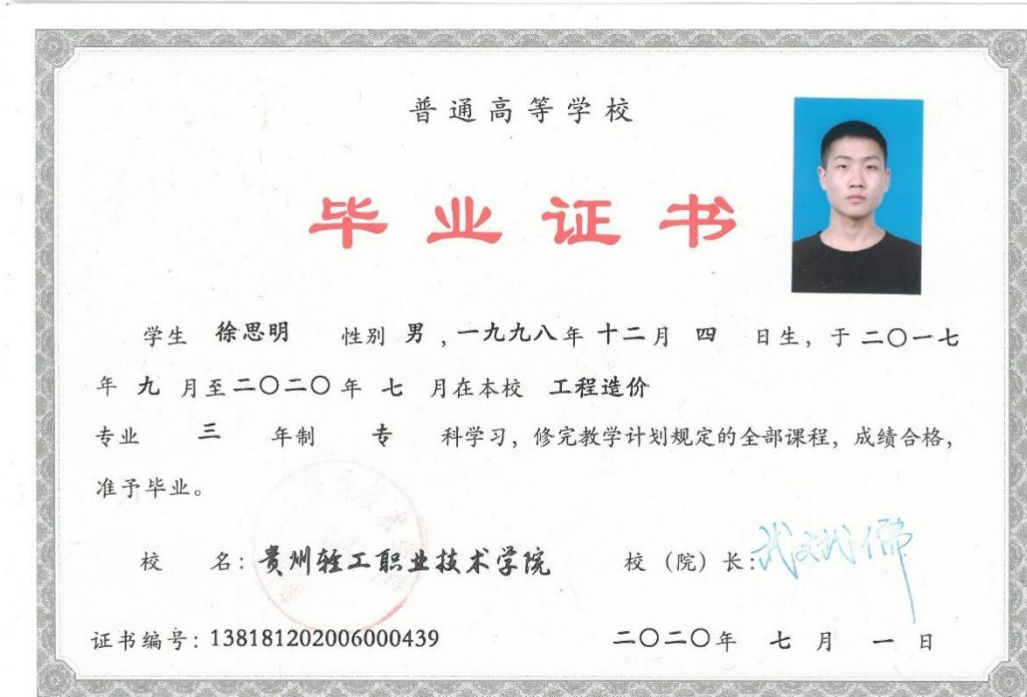 普通高等学校
毕业证书
学生 徐思明 性别 男 ，一九九八年 十二月 四 日生，于 二〇一七
年 九 月至 二〇二〇 年 七 月在本校 工程造价
专业 三 年制 专 科学习，修完教学计划规定的全部课程，成绩合格，
准予毕业。
校 名：贵州轻工职业技术学院 校（院）长：
证书编号：138181202006000439 二〇二〇年 七 月 一 日